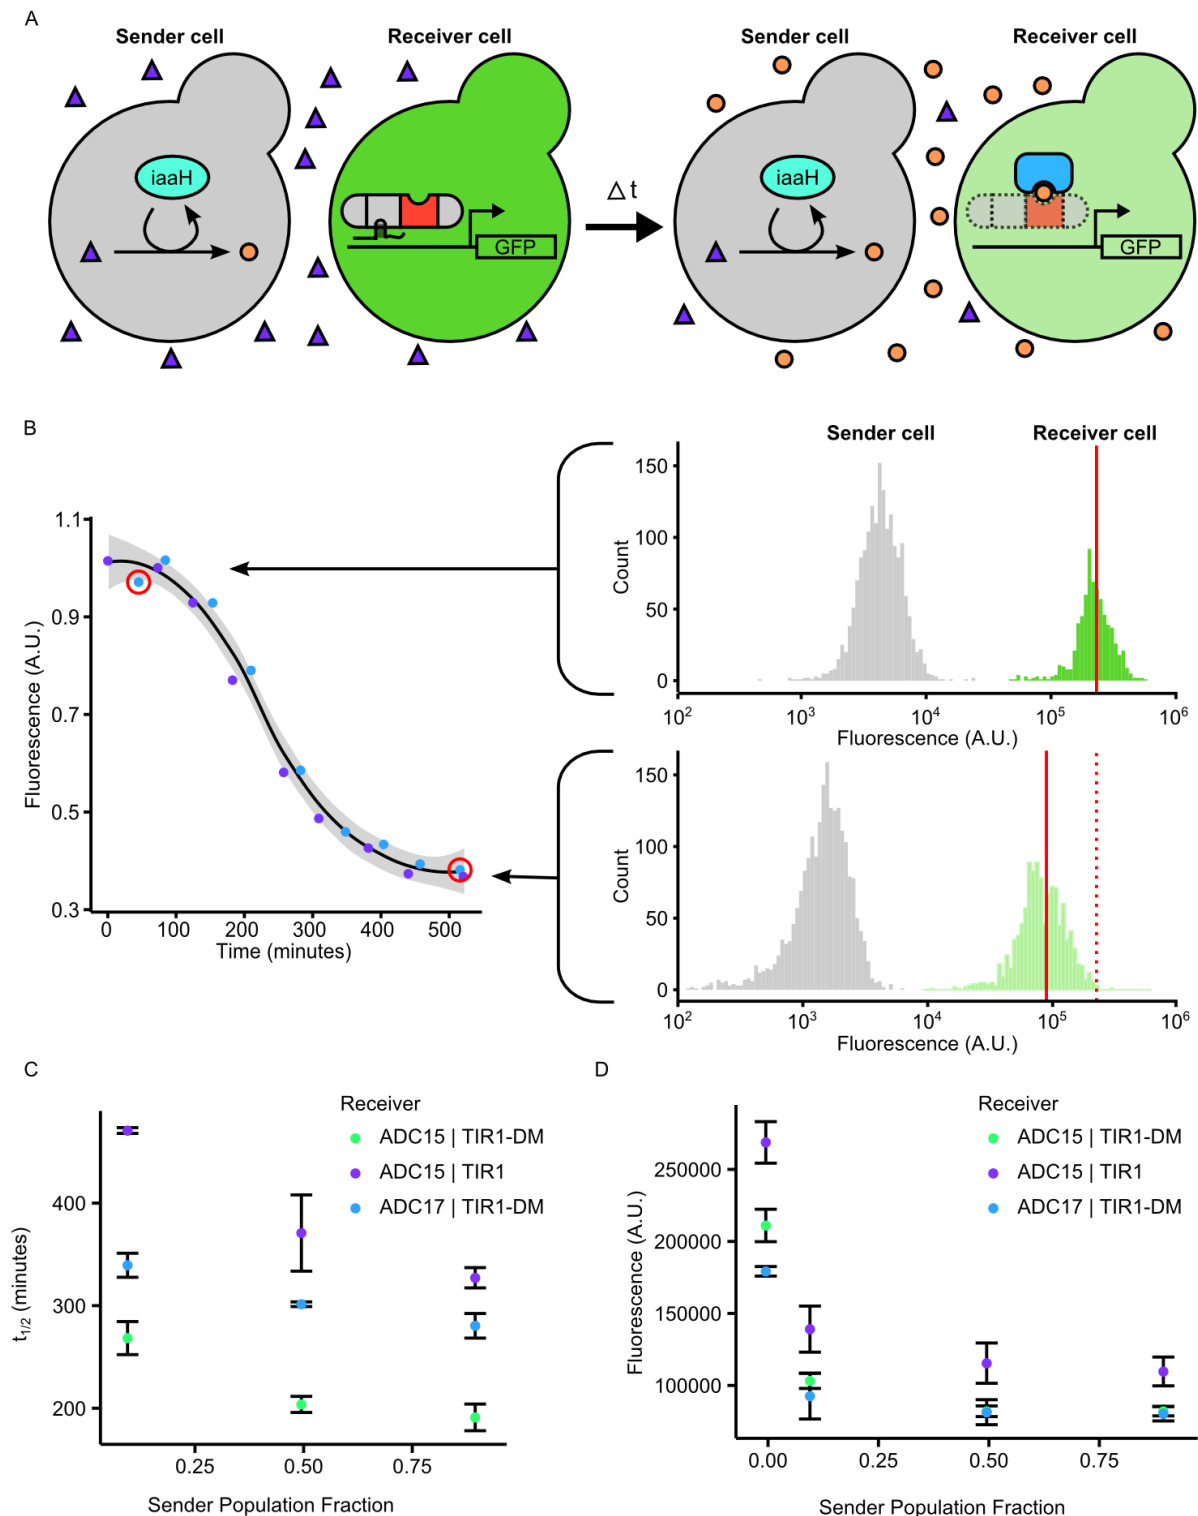 A
Sender cell
Receiver cell
Sender cell
Receiver cell
iaaH
GFP
Δ t
iaaH
GFP
B
Sender cell
Receiver cell
1.1
0.9
0.7
0.5
0.3
Fluorescence (A.U.)
0 100 200 300 400 500
Time (minutes)
150
100
50
0
Count
10² 10³ 10⁴ 10⁵ 10⁶
Fluorescence (A.U.)
150
100
50
0
Count
10² 10³ 10⁴ 10⁵ 10⁶
Fluorescence (A.U.)
C
Receiver
ADC15 | TIR1-DM
ADC15 | TIR1
ADC17 | TIR1-DM
400
300
200
t1/2 (minutes)
0.25 0.50 0.75
Sender Population Fraction
D
Receiver
ADC15 | TIR1-DM
ADC15 | TIR1
ADC17 | TIR1-DM
250000
200000
150000
100000
Fluorescence (A.U.)
0.00 0.25 0.50 0.75
Sender Population Fraction